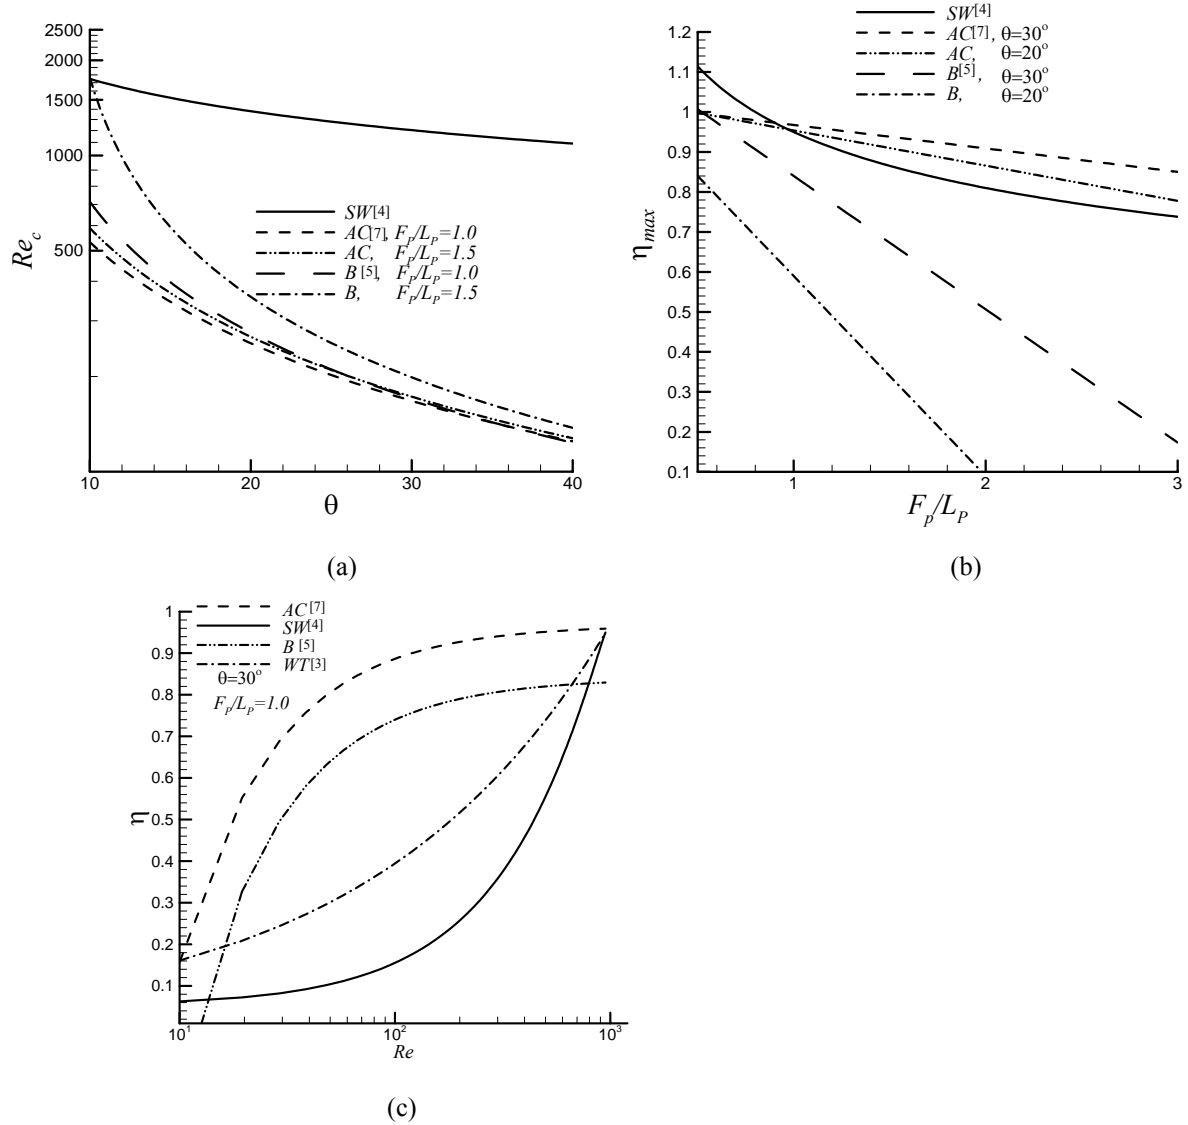 2500
2000
1500
1000
500
Re_c
10
20
30
40
θ
SW[4]
AC[7], F_P/L_P=1.0
AC, F_P/L_P=1.5
B[5], F_P/L_P=1.0
B, F_P/L_P=1.5
(a)
SW[4]
AC[7], θ=30°
AC, θ=20°
B[5], θ=30°
B, θ=20°
1.2
1.1
1
0.9
0.8
0.7
0.6
0.5
0.4
0.3
0.2
0.1
η_max
1
2
3
F_p/L_P
(b)
AC[7]
SW[4]
B[5]
WT[3]
θ=30°
F_P/L_P=1.0
1
0.9
0.8
0.7
0.6
0.5
0.4
0.3
0.2
0.1
η
10^1
10^2
10^3
Re
(c)